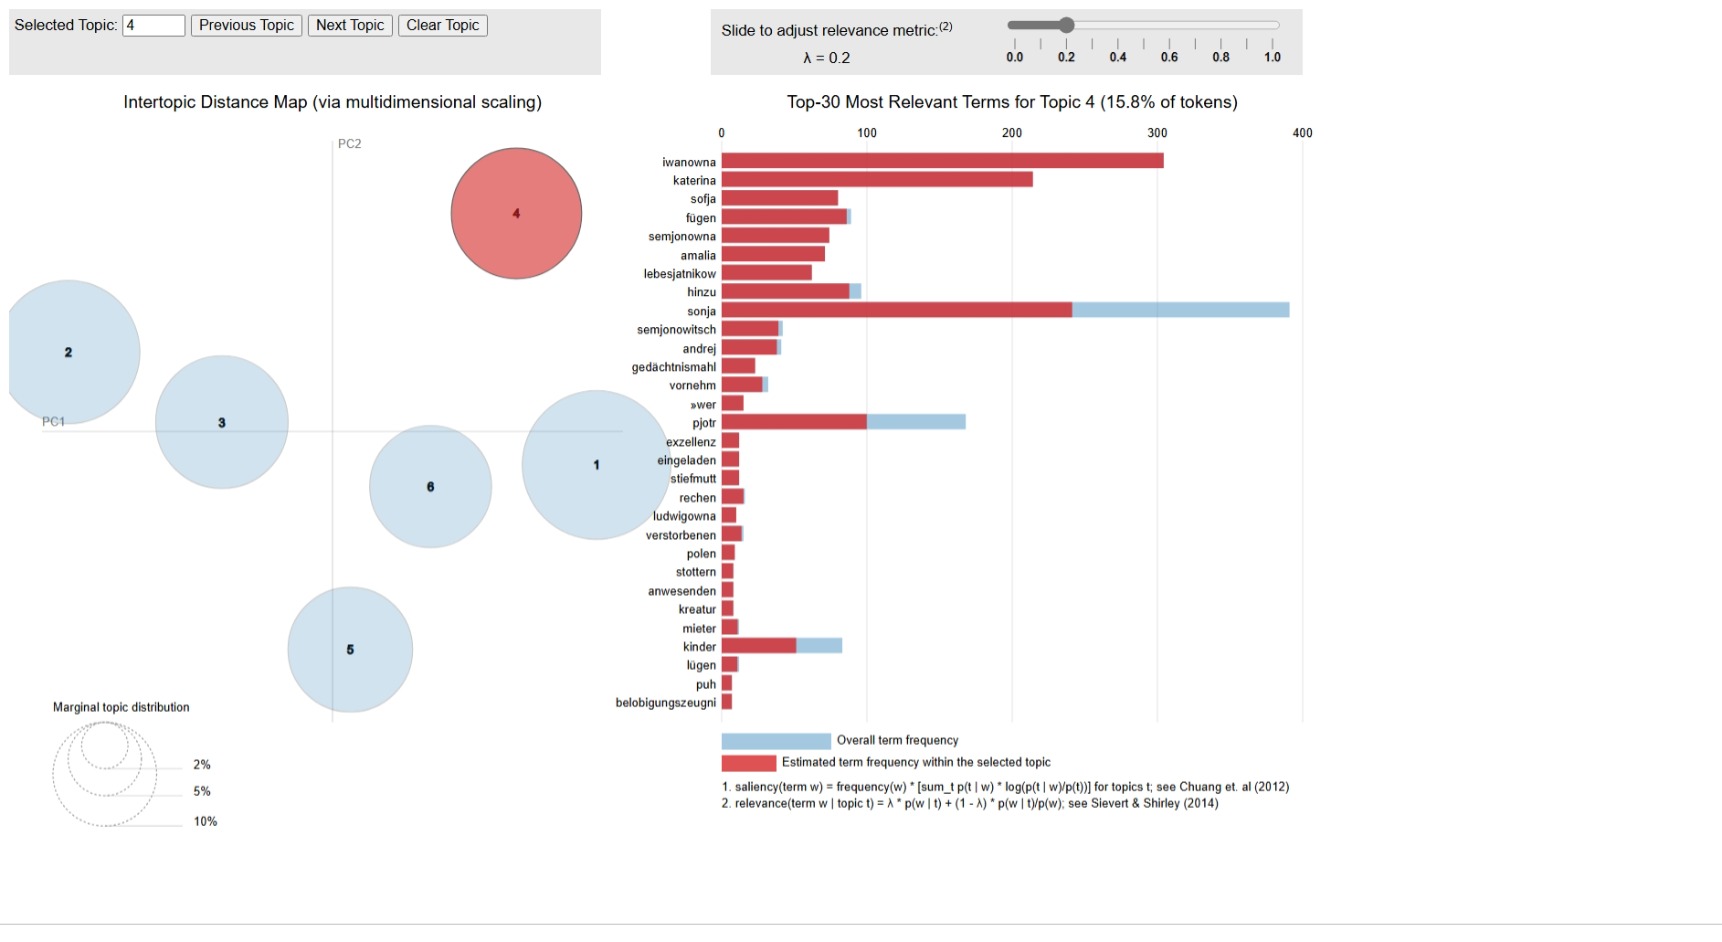 Selected Topic: 4 Previous Topic Next Topic Clear Topic
Slide to adjust relevance metric:(2)
λ = 0.2
0.0 0.2 0.4 0.6 0.8 1.0
Intertopic Distance Map (via multidimensional scaling)
PC2
PC1
4
2
3
1
6
5
Marginal topic distribution
2%
5%
10%
Top-30 Most Relevant Terms for Topic 4 (15.8% of tokens)
0 100 200 300 400
iwanowna
katerina
sofja
fügen
semjonowna
amalia
lebesjatnikow
hinzu
sonja
semjonowitsch
andrej
gedächtnismahl
vornehm
»wer
pjotr
exzellenz
eingeladen
stiefmutt
rechen
ludwigowna
verstorbenen
polen
stottern
anwesenden
kreatur
mieter
kinder
lügen
puh
belobigungszeugni
Overall term frequency
Estimated term frequency within the selected topic
1. saliency(term w) = frequency(w) * [sum_t p(t | w) * log(p(t | w)/p(t))] for topics t; see Chuang et. al (2012)
2. relevance(term w | topic t) = λ * p(w | t) + (1 - λ) * p(w | t)/p(w); see Sievert & Shirley (2014)